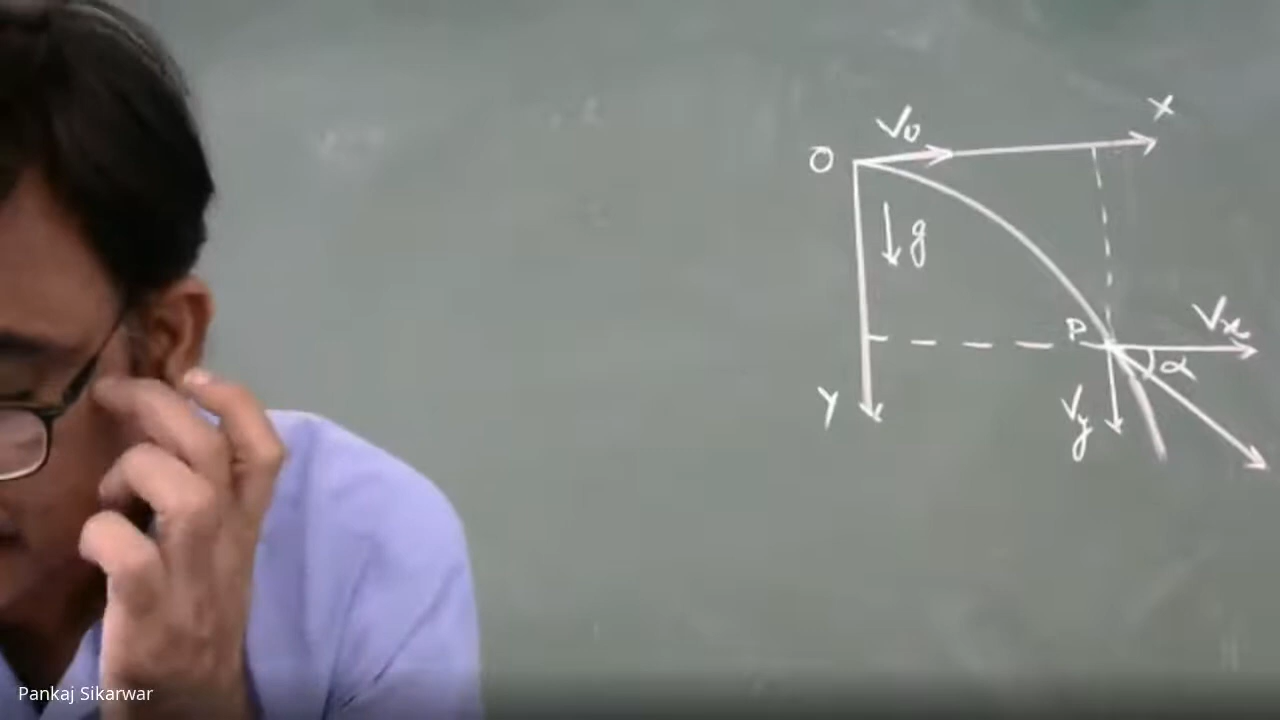 V₀ X
O
g
P Vx
α
Y Vy
Pankaj Sikarwar